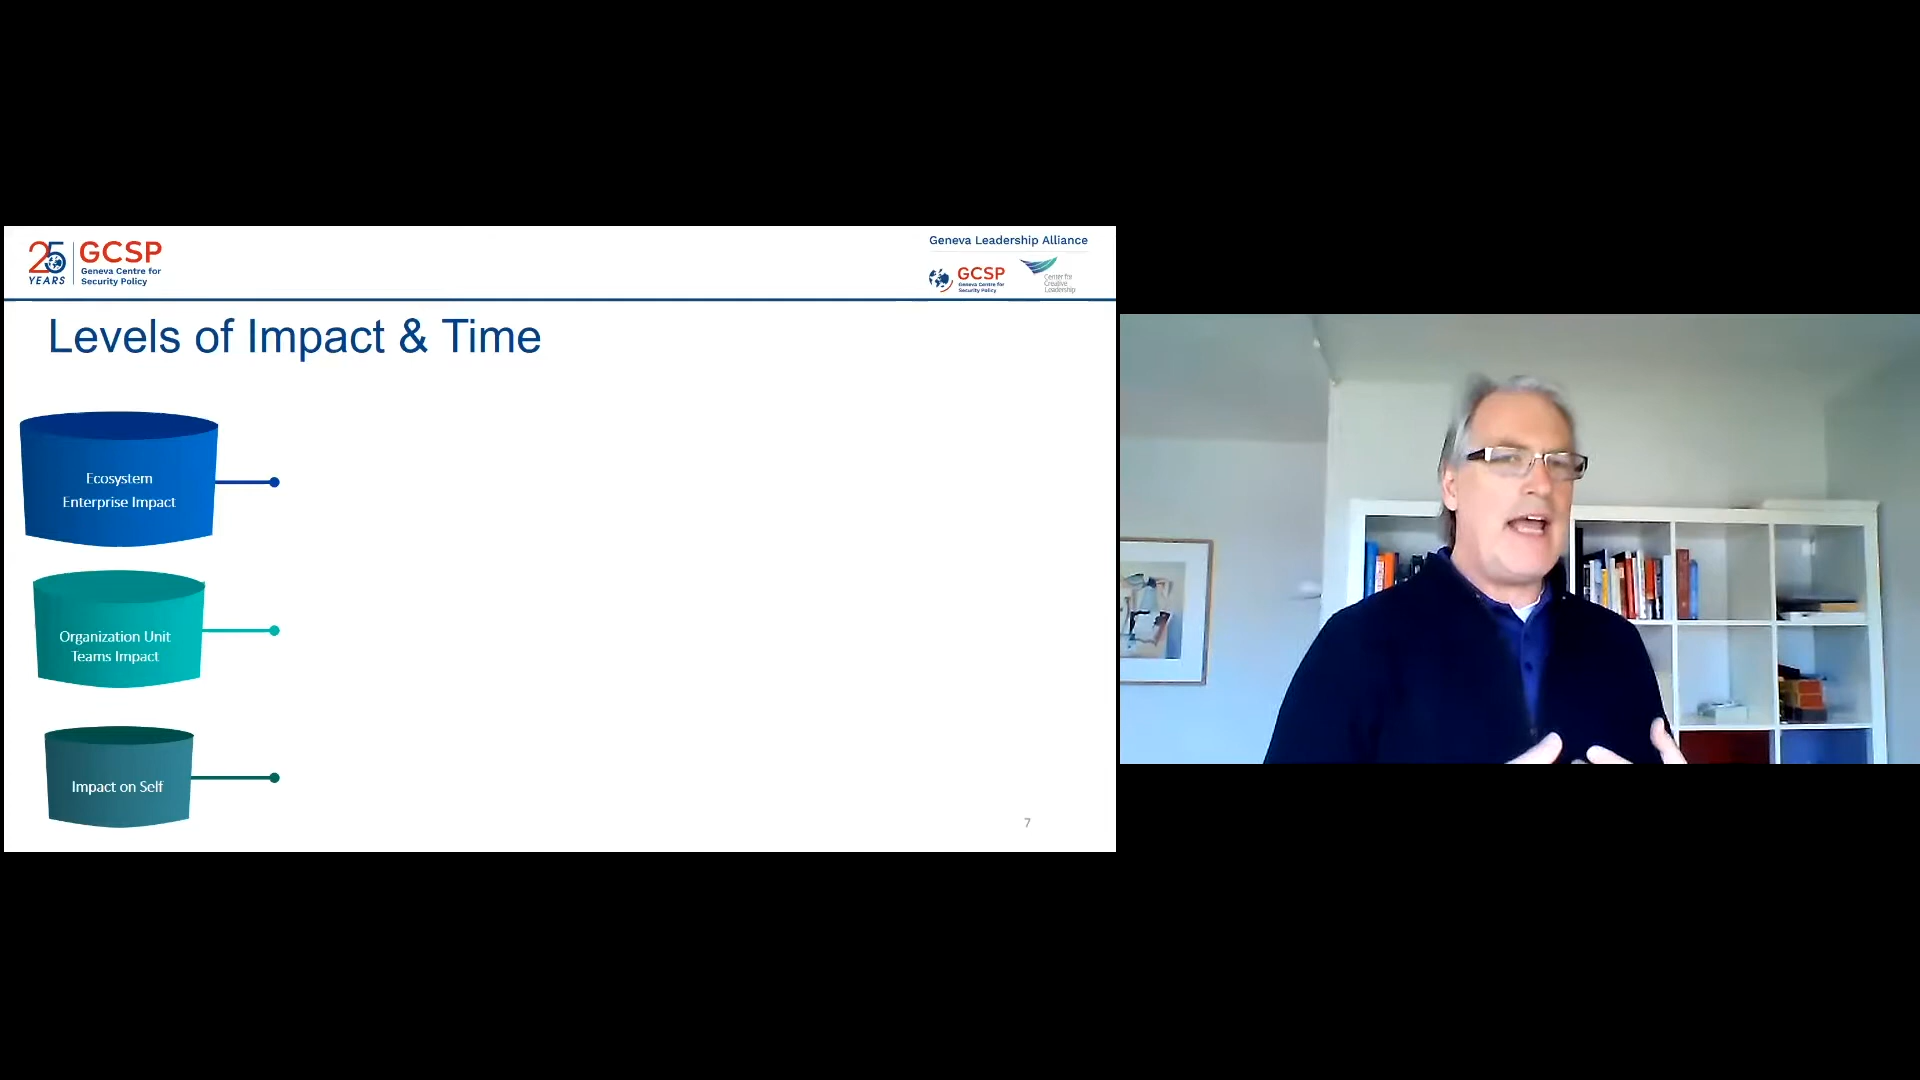 25
YEARS
GCSP
Geneva Centre for
Security Policy
Geneva Leadership Alliance
GCSP
Geneva Centre for
Security Policy
Center for
Creative
Leadership
Levels of Impact & Time
Ecosystem
Enterprise Impact
Organization Unit
Teams Impact
Impact on Self
7